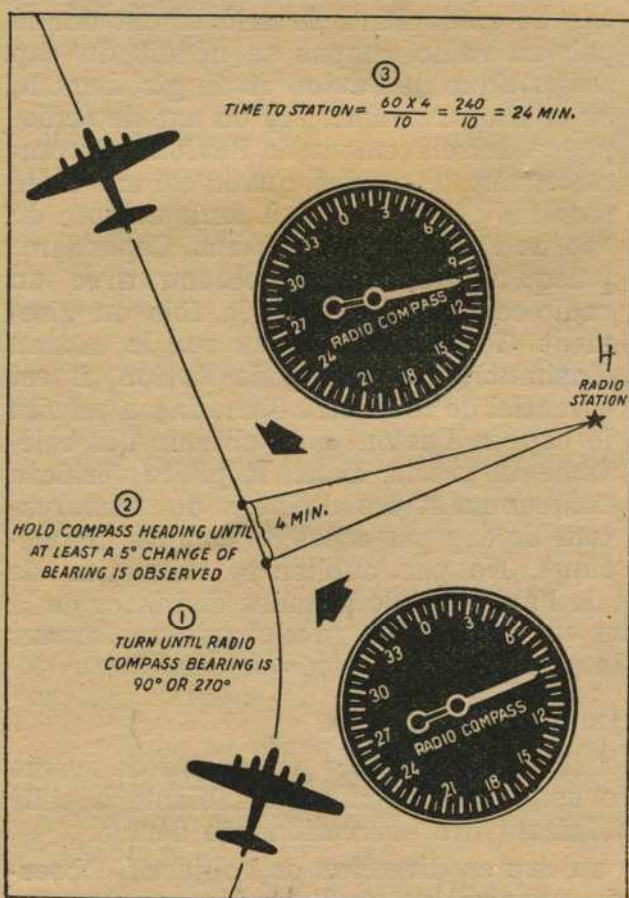 ③
TIME TO STATION = 60 X 4 / 10 = 240 / 10 = 24 MIN.
0 3 6 9 12 15 18 21 24 27 30 33
RADIO COMPASS
H
RADIO
STATION
4 MIN.
②
HOLD COMPASS HEADING UNTIL
AT LEAST A 5° CHANGE OF
BEARING IS OBSERVED
①
TURN UNTIL RADIO
COMPASS BEARING IS
90° OR 270°
0 3 6 12 15 18 21 24 27 30 33
RADIO COMPASS